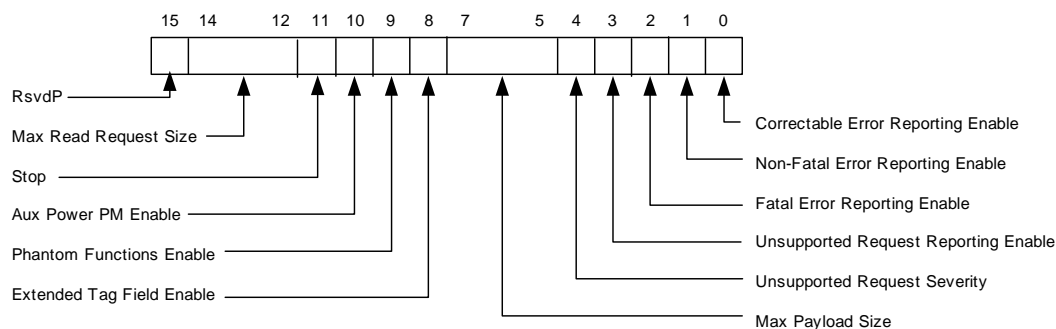 15 14 12 11 10 9 8 7 5 4 3 2 1 0
RsvdP
Max Read Request Size
Stop
Aux Power PM Enable
Phantom Functions Enable
Extended Tag Field Enable
Correctable Error Reporting Enable
Non-Fatal Error Reporting Enable
Fatal Error Reporting Enable
Unsupported Request Reporting Enable
Unsupported Request Severity
Max Payload Size